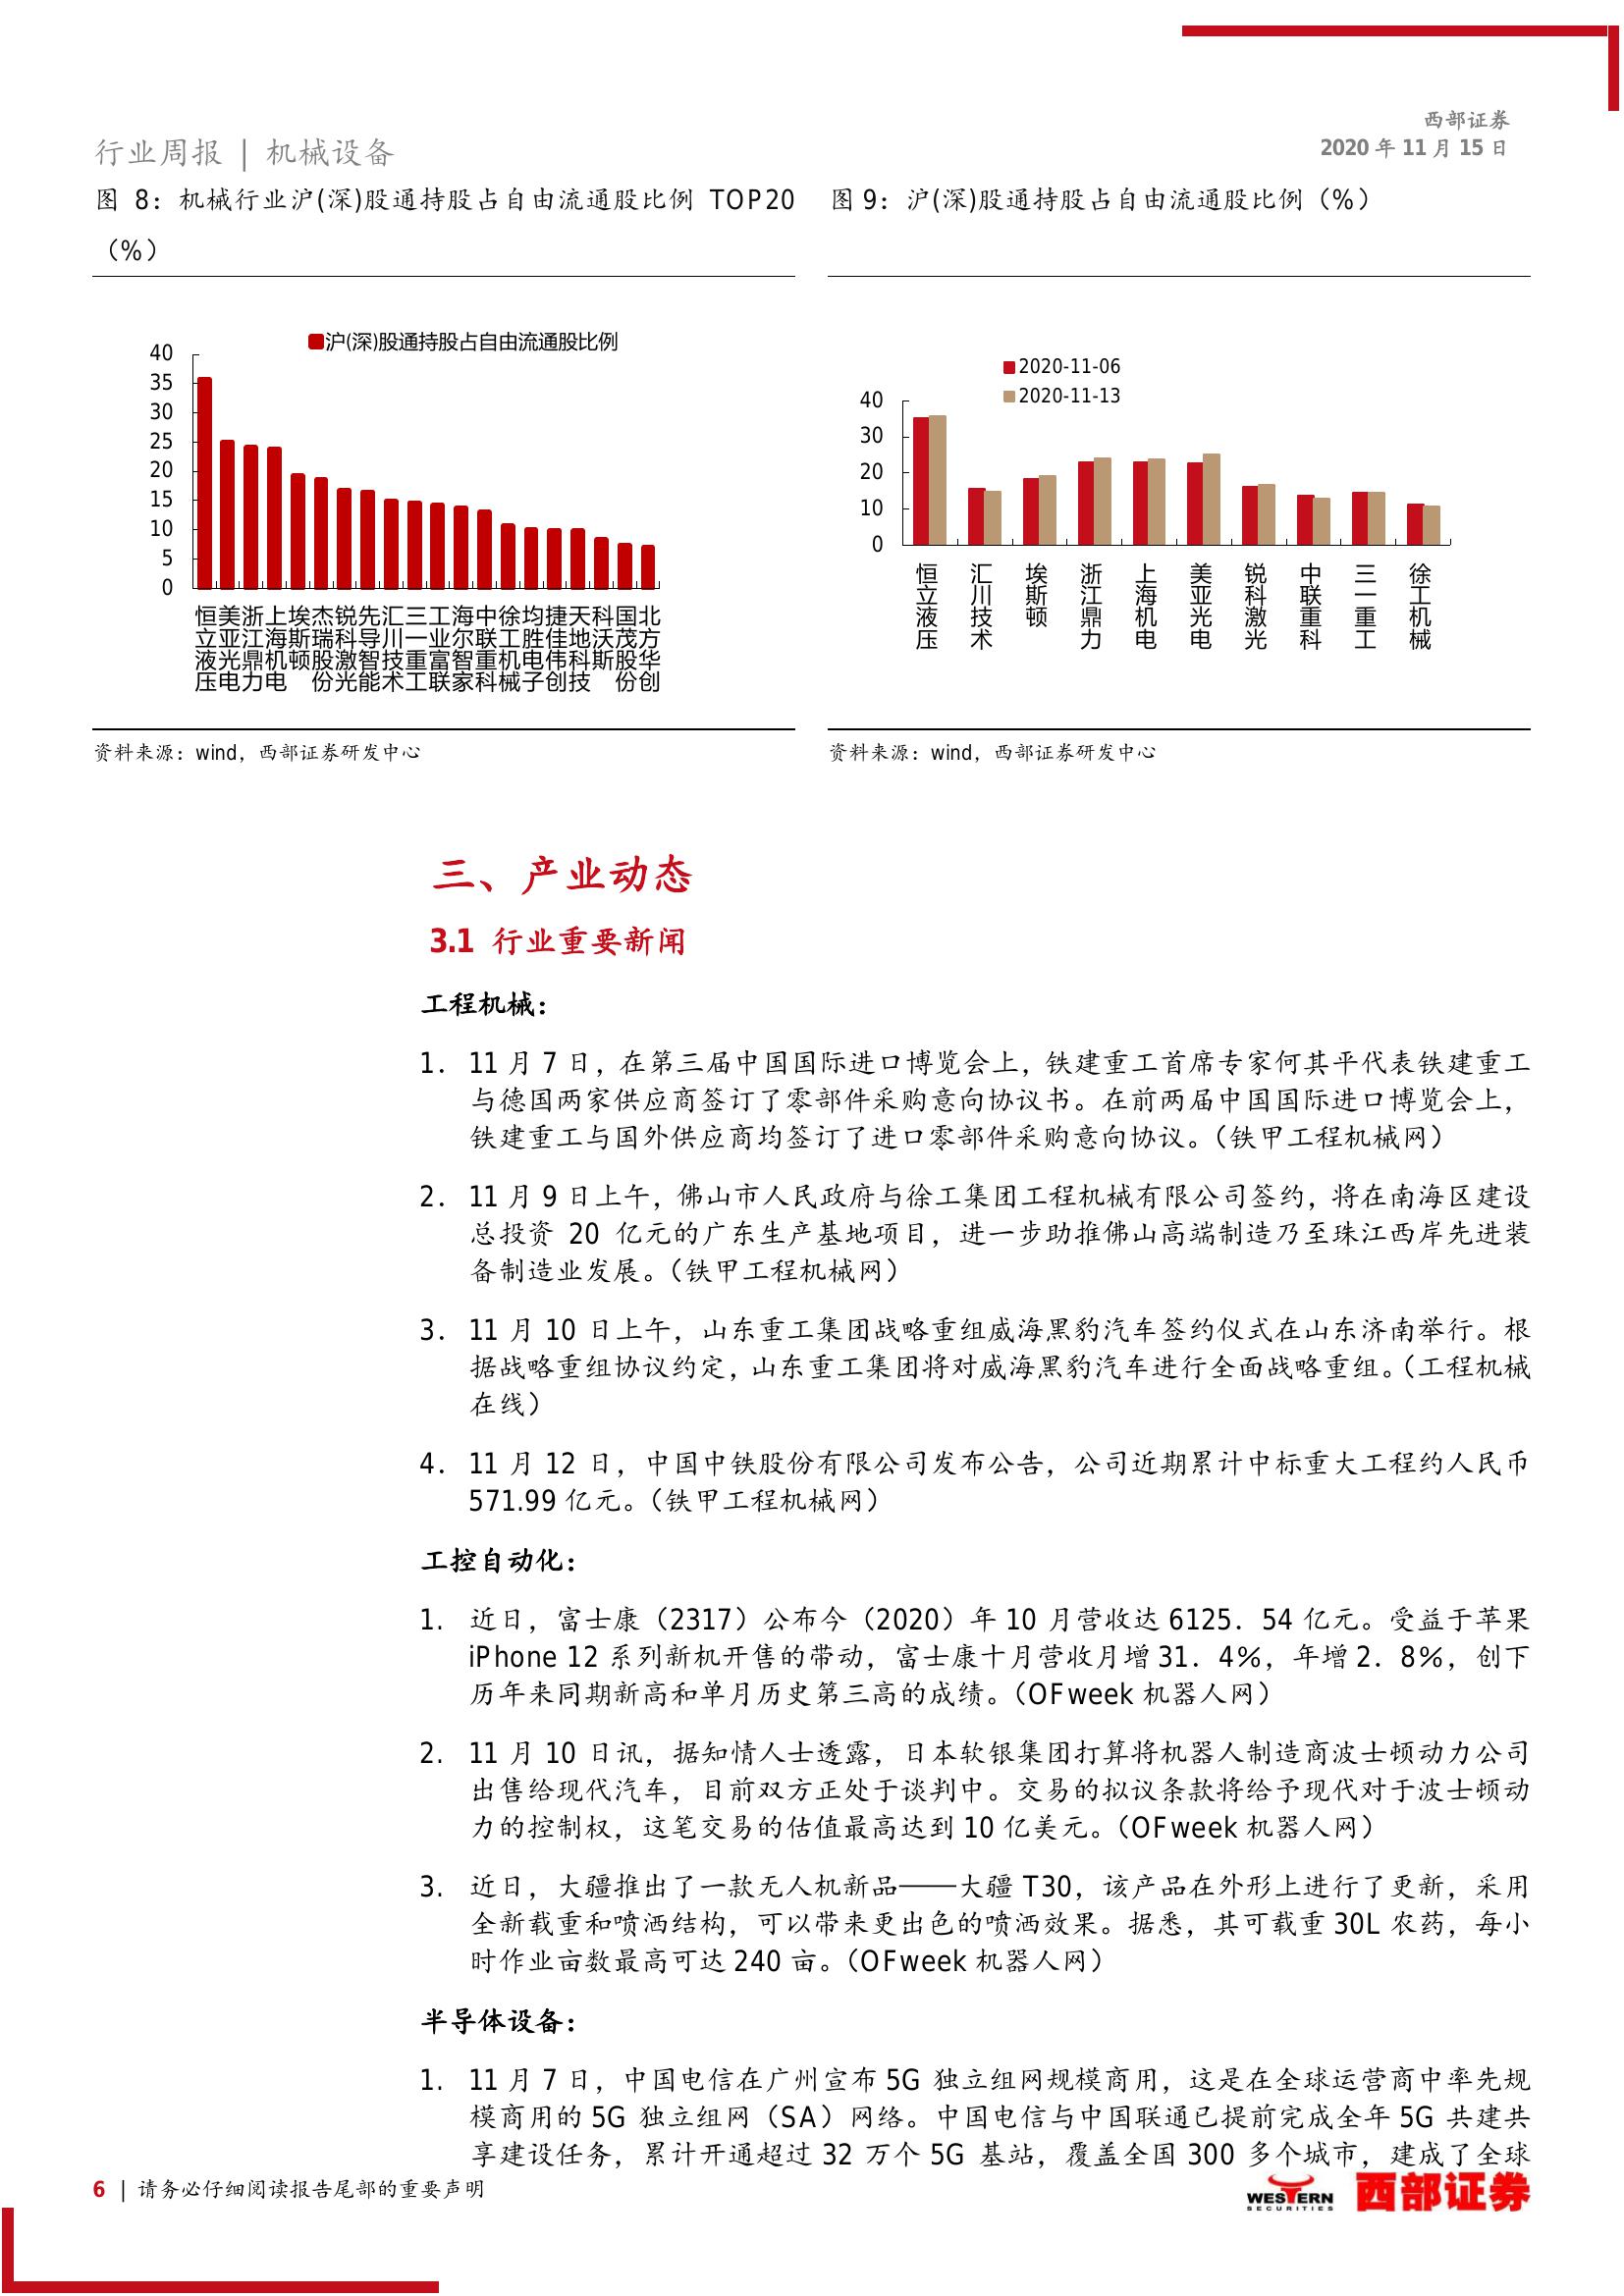 西部证券
行业周报 | 机械设备
2020 年 11 月 15 日
图 8：机械行业沪(深)股通持股占自由流通股比例 TOP20
（%）
沪(深)股通持股占自由流通股比例
40
35
30
25
20
15
10
5
0
恒立液压
美亚光电
浙江鼎力
上海机电
埃斯顿
杰瑞股份
锐科激光
先导智能
汇川技术
三一重工
工业富联
海尔智家
中联重科
徐工机械
均胜电子
捷佳伟创
天地科技
科沃斯
国茂股份
北方华创
资料来源：wind，西部证券研发中心
图 9：沪(深)股通持股占自由流通股比例（%）
2020-11-06
2020-11-13
40
30
20
10
0
恒立液压
汇川技术
埃斯顿
浙江鼎力
上海机电
美亚光电
锐科激光
中联重科
三一重工
徐工机械
资料来源：wind，西部证券研发中心
三、产业动态
3.1 行业重要新闻
工程机械：
1. 11 月 7 日，在第三届中国国际进口博览会上，铁建重工首席专家何其平代表铁建重工
与德国两家供应商签订了零部件采购意向协议书。在前两届中国国际进口博览会上，
铁建重工与国外供应商均签订了进口零部件采购意向协议。（铁甲工程机械网）
2. 11 月 9 日上午，佛山市人民政府与徐工集团工程机械有限公司签约，将在南海区建设
总投资 20 亿元的广东生产基地项目，进一步助推佛山高端制造乃至珠江西岸先进装
备制造业发展。（铁甲工程机械网）
3. 11 月 10 日上午，山东重工集团战略重组威海黑豹汽车签约仪式在山东济南举行。根
据战略重组协议约定，山东重工集团将对威海黑豹汽车进行全面战略重组。（工程机械
在线）
4. 11 月 12 日，中国中铁股份有限公司发布公告，公司近期累计中标重大工程约人民币
571.99 亿元。（铁甲工程机械网）
工控自动化：
1. 近日，富士康（2317）公布今（2020）年 10 月营收达 6125．54 亿元。受益于苹果
iPhone 12 系列新机开售的带动，富士康十月营收月增 31．4%，年增 2．8%，创下
历年来同期新高和单月历史第三高的成绩。（OFweek 机器人网）
2. 11 月 10 日讯，据知情人士透露，日本软银集团打算将机器人制造商波士顿动力公司
出售给现代汽车，目前双方正处于谈判中。交易的拟议条款将给予现代对于波士顿动
力的控制权，这笔交易的估值最高达到 10 亿美元。（OFweek 机器人网）
3. 近日，大疆推出了一款无人机新品——大疆 T30，该产品在外形上进行了更新，采用
全新载重和喷洒结构，可以带来更出色的喷洒效果。据悉，其可载重 30L 农药，每小
时作业亩数最高可达 240 亩。（OFweek 机器人网）
半导体设备：
1. 11 月 7 日，中国电信在广州宣布 5G 独立组网规模商用，这是在全球运营商中率先规
模商用的 5G 独立组网（SA）网络。中国电信与中国联通已提前完成全年 5G 共建共
享建设任务，累计开通超过 32 万个 5G 基站，覆盖全国 300 多个城市，建成了全球
6 | 请务必仔细阅读报告尾部的重要声明
WESTERN
SECURITIES
西部证券